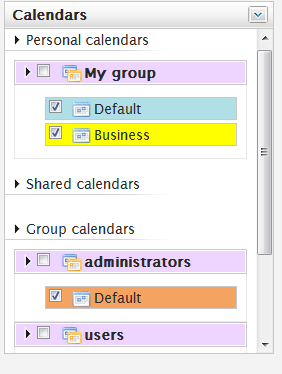 Calendars
Personal calendars
My group
Default
Business
Shared calendars
Group calendars
administrators
Default
users